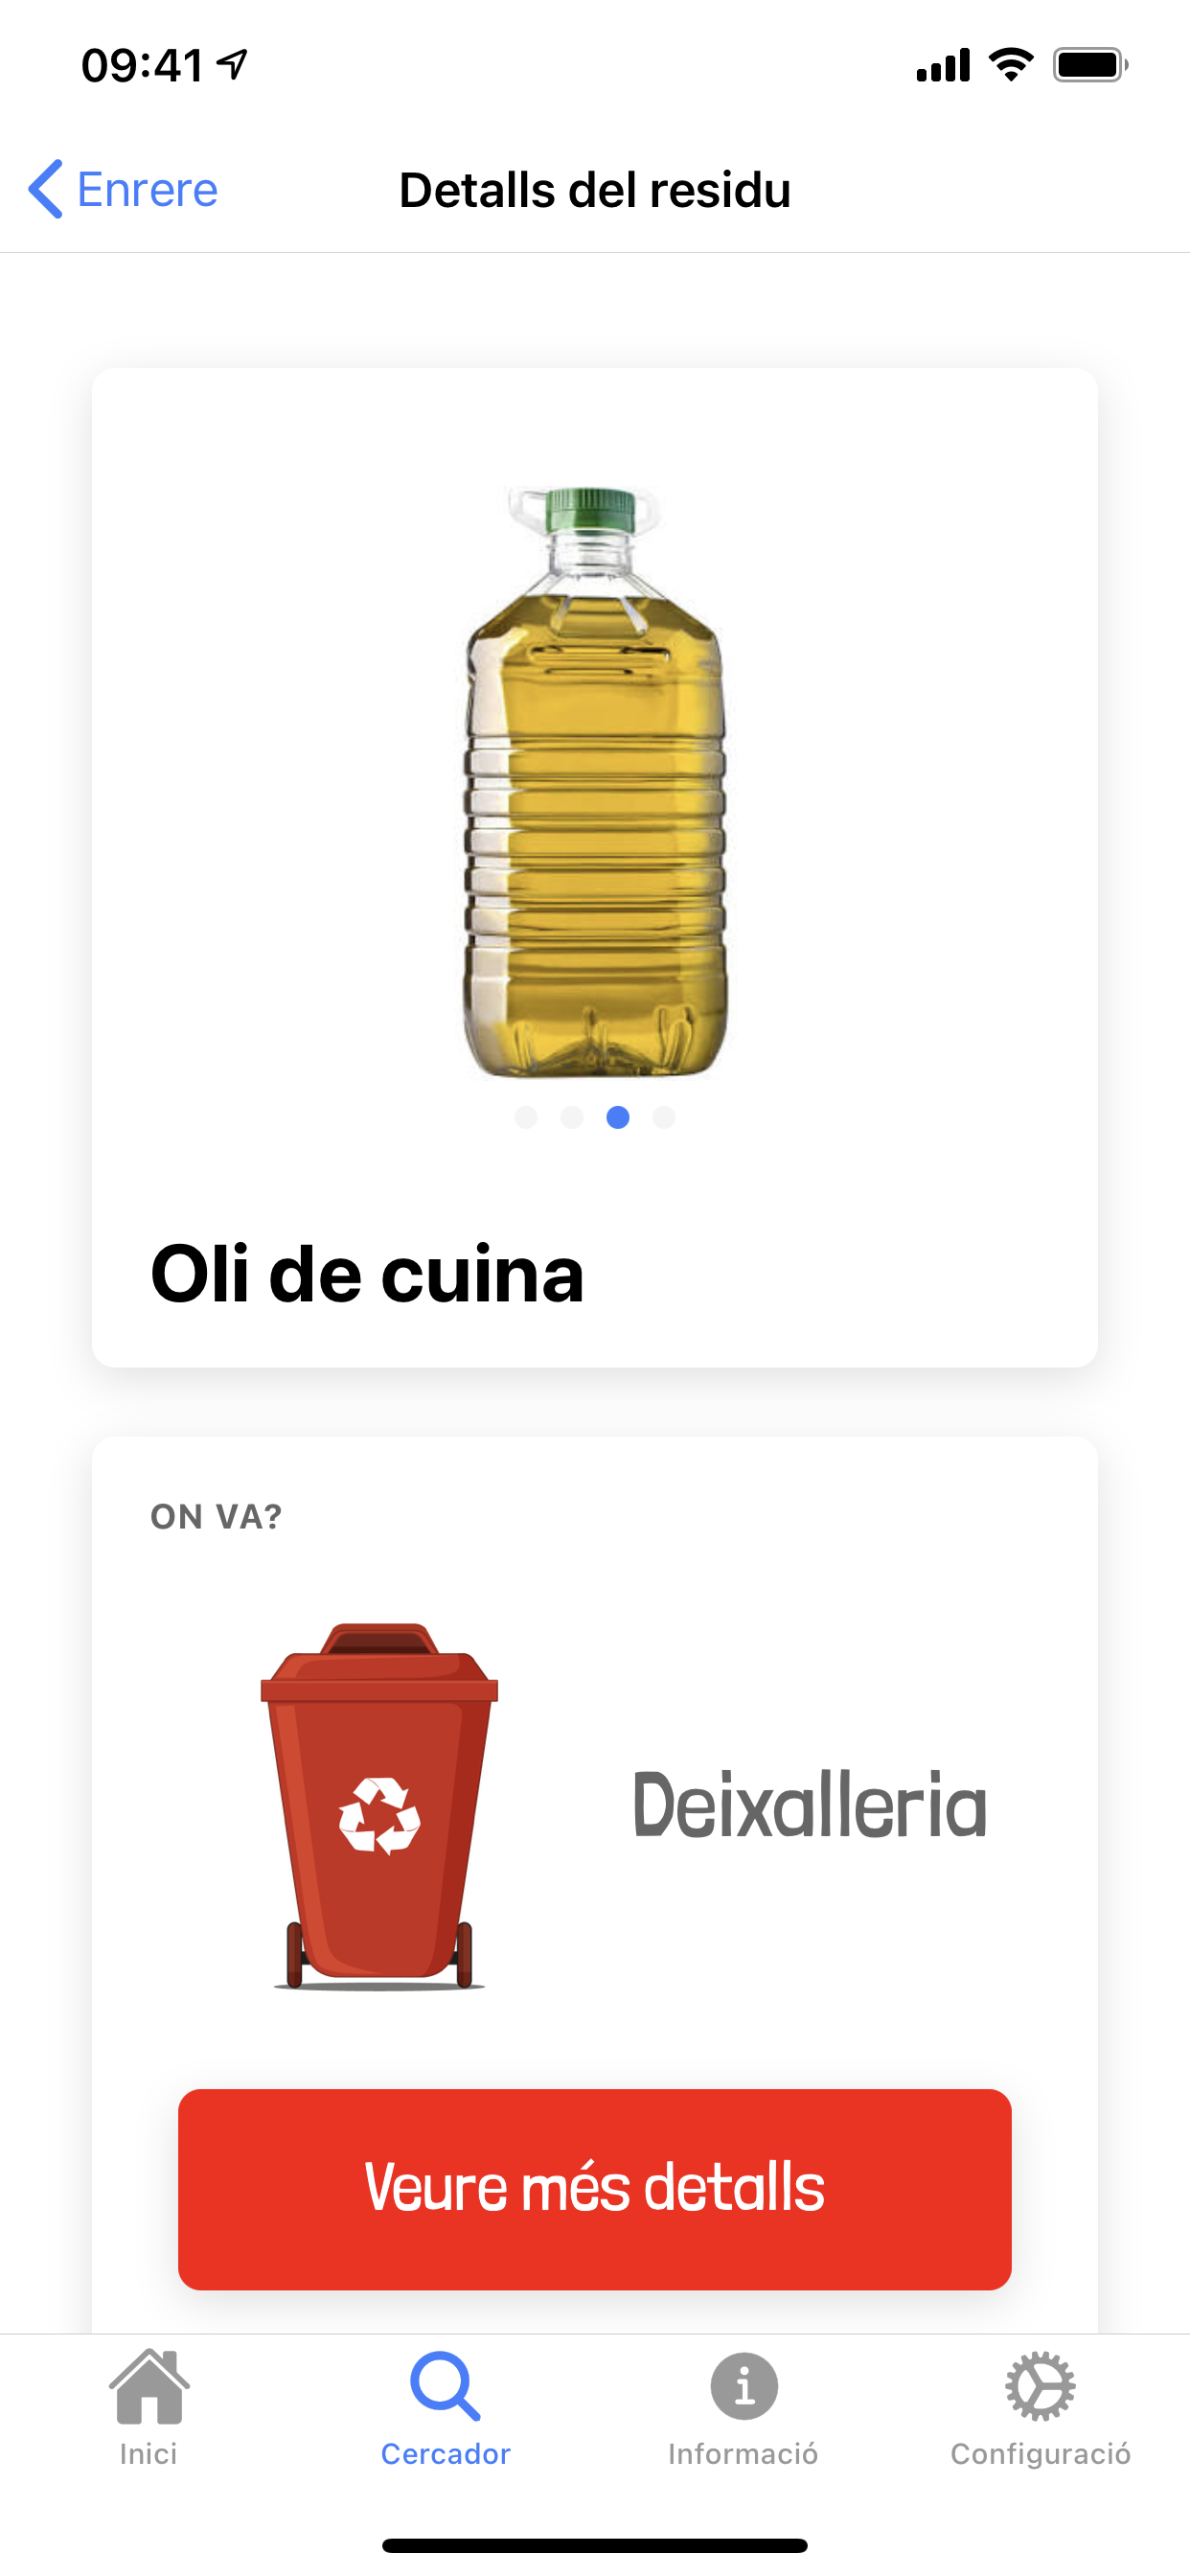 09:41
Enrere
Detalls del residu
Oli de cuina
ON VA?
Deixalleria
Veure més detalls
Inici
Cercador
Informació
Configuració